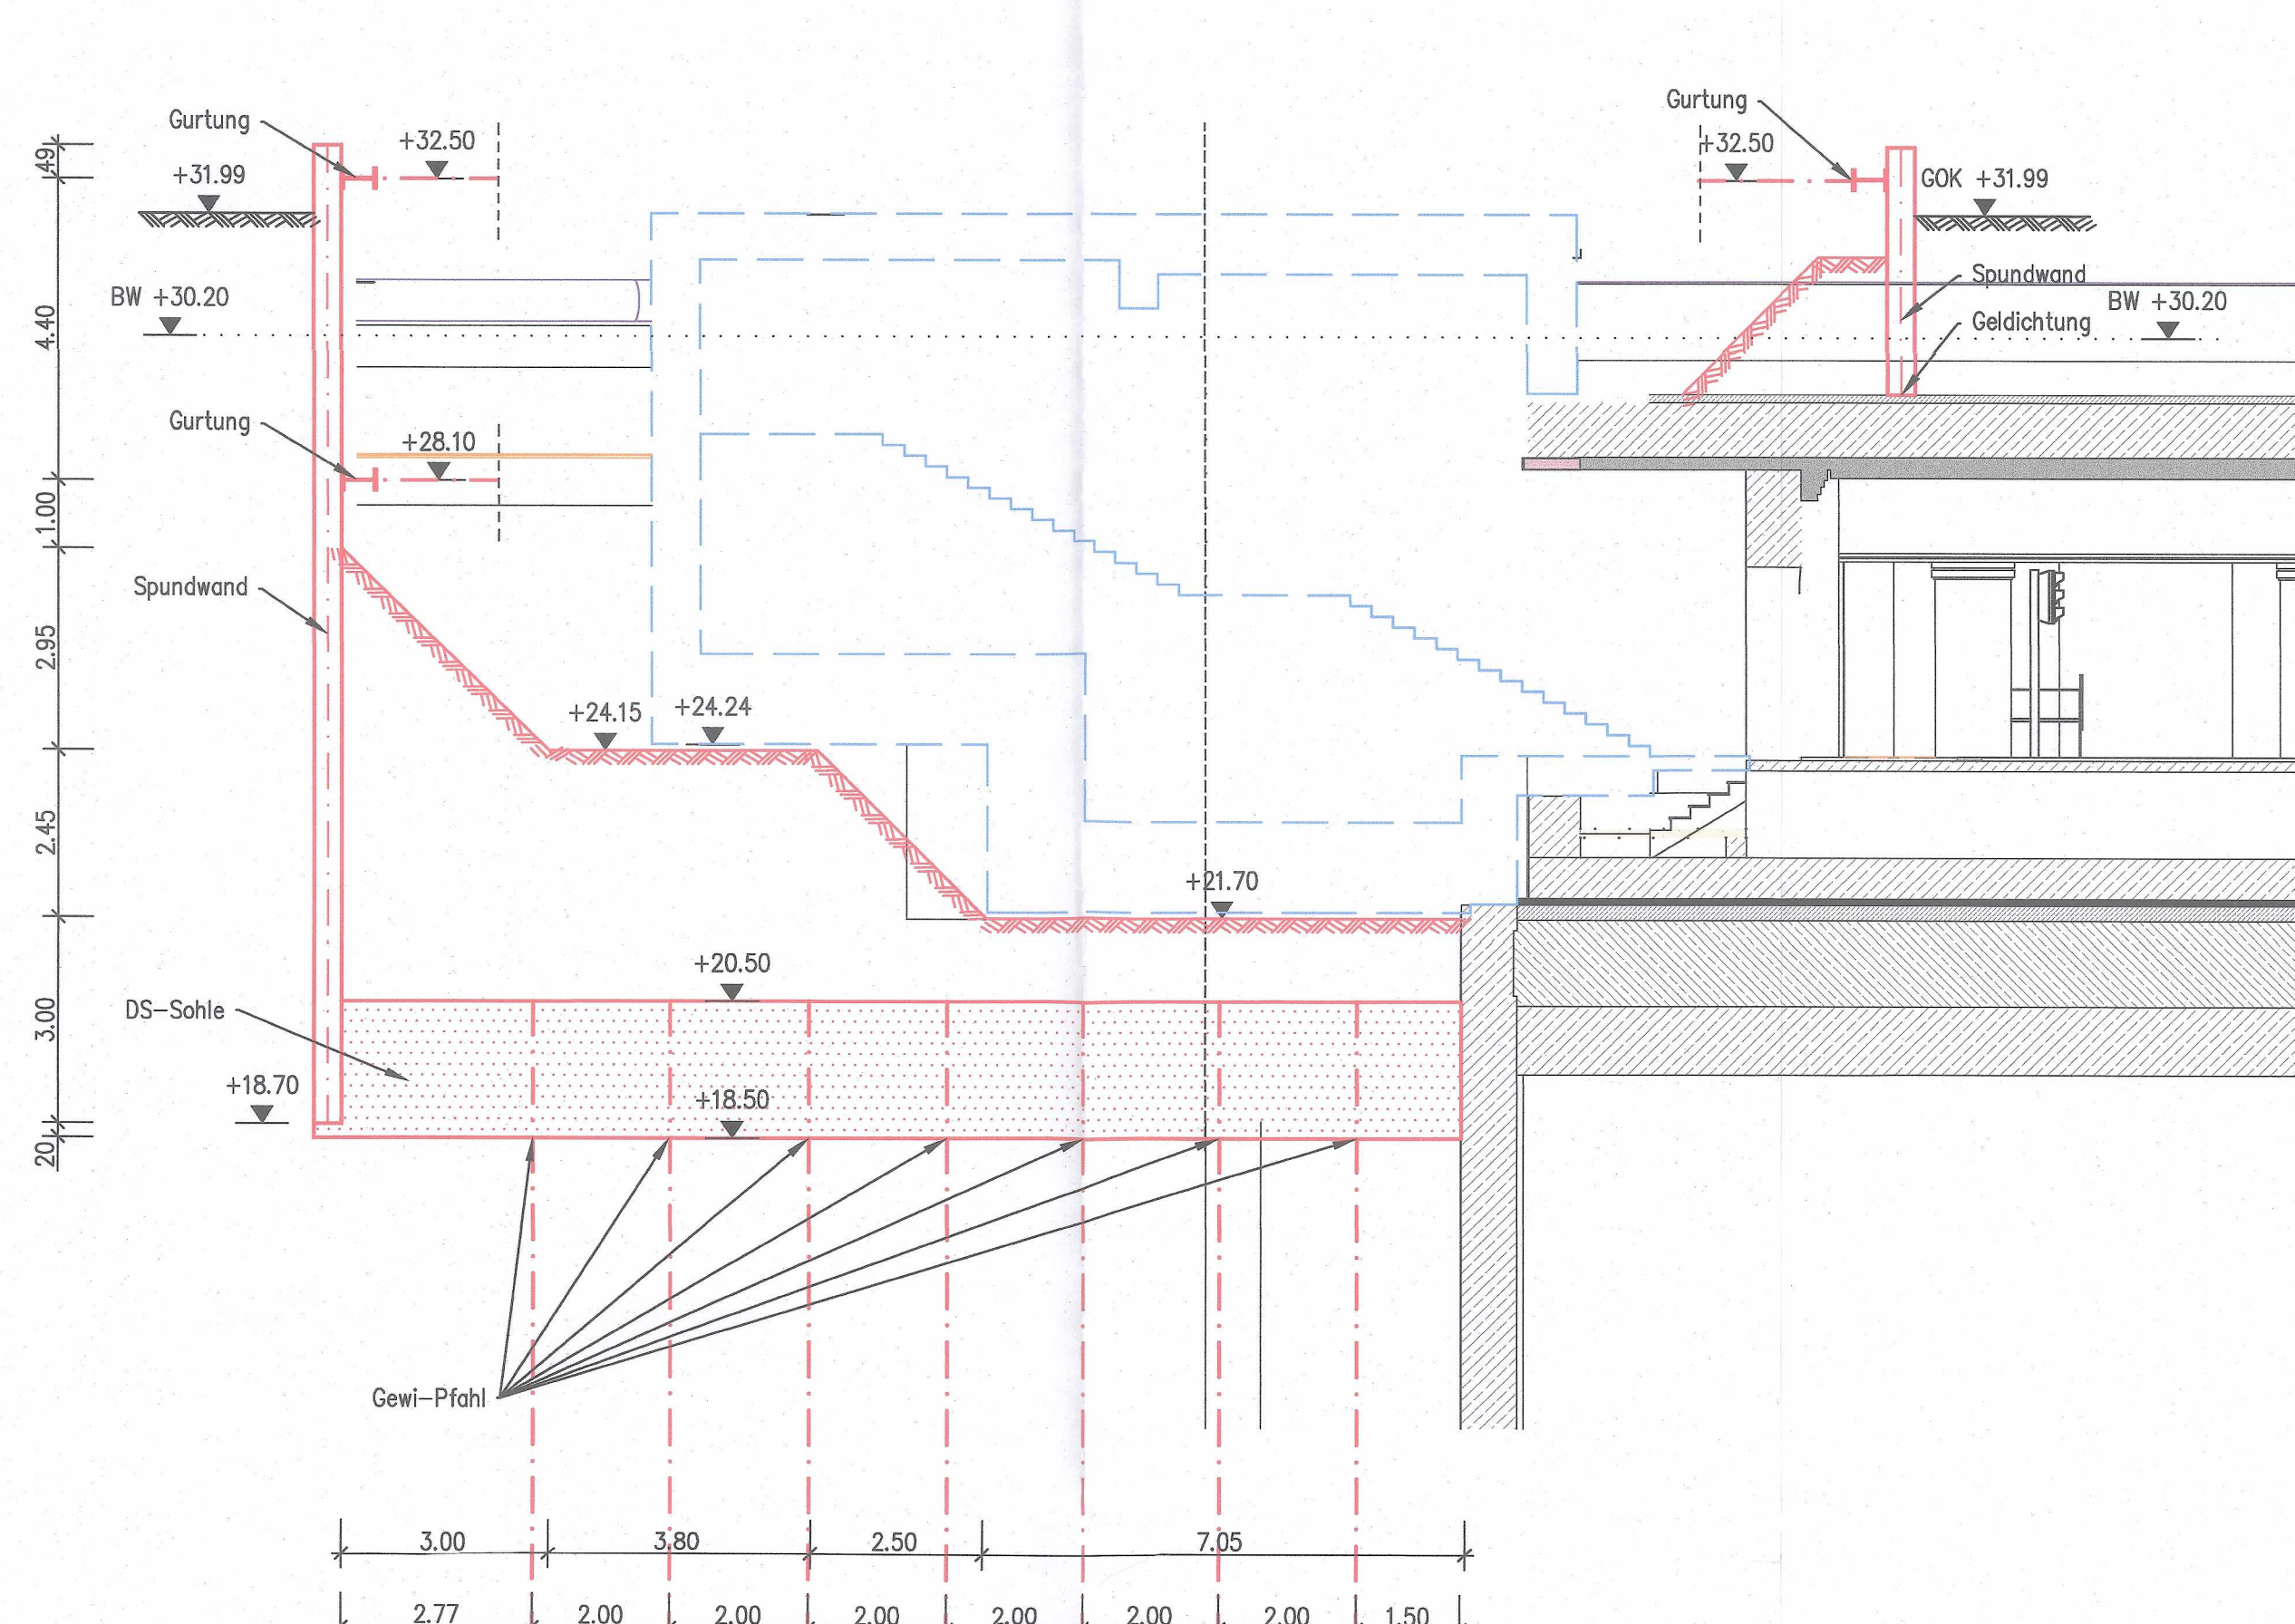 Gurtung
+32.50
+31.99
BW +30.20
Gurtung
+28.10
Spundwand
+24.15
+24.24
+21.70
+20.50
DS-Sohle
+18.70
+18.50
Gewi-Pfahl
Gurtung
+32.50
GOK +31.99
Spundwand
BW +30.20
Geldichtung
49
4.40
1.00
2.95
2.45
3.00
20
3.00 3.80 2.50 7.05
2.77 2.00 2.00 2.00 2.00 2.00 2.00 1.50